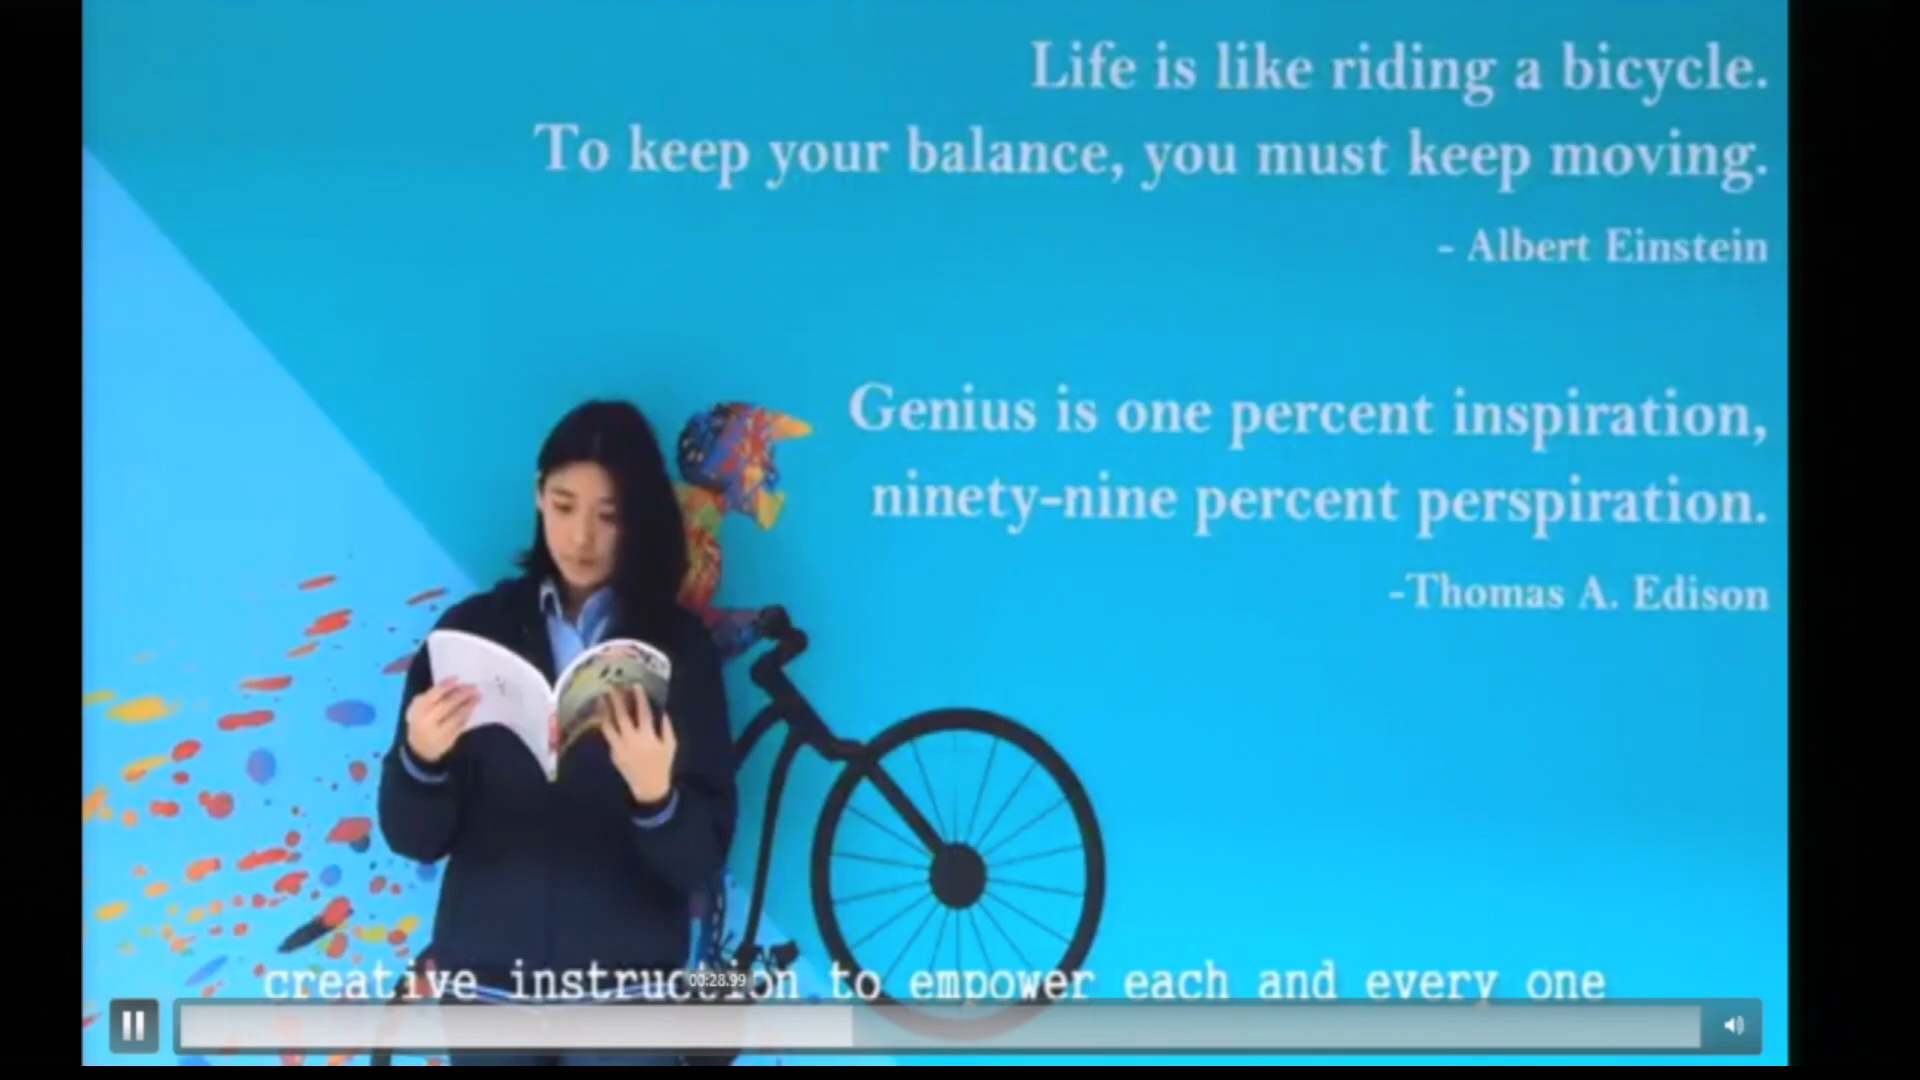 Life is like riding a bicycle.
To keep your balance, you must keep moving.
- Albert Einstein
Genius is one percent inspiration,
ninety-nine percent perspiration.
-Thomas A. Edison
creative instruction to empower each and every one
00:28.99